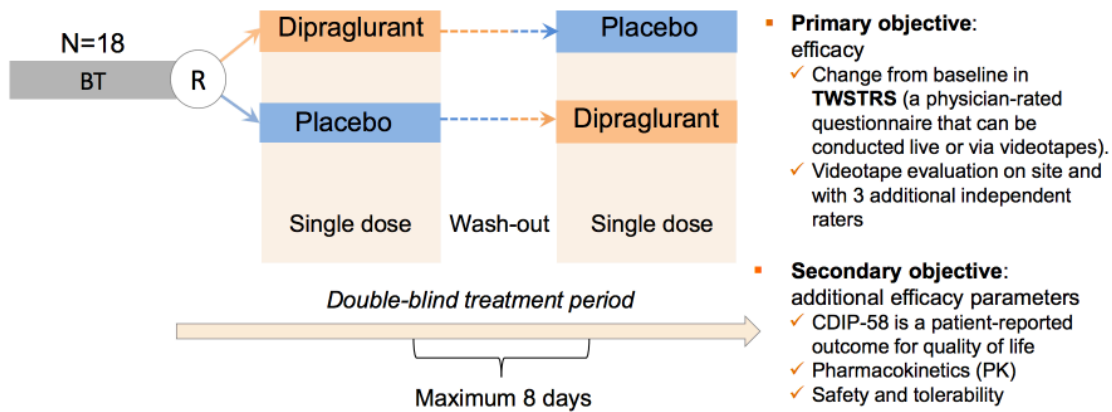 N=18
BT
R
Dipraglurant
Placebo
Placebo
Dipraglurant
Single dose
Wash-out
Single dose
Double-blind treatment period
Maximum 8 days
▪ Primary objective:
efficacy
✓ Change from baseline in
TWSTRS (a physician-rated
questionnaire that can be
conducted live or via videotapes).
✓ Videotape evaluation on site and
with 3 additional independent
raters
▪ Secondary objective:
additional efficacy parameters
✓ CDIP-58 is a patient-reported
outcome for quality of life
✓ Pharmacokinetics (PK)
✓ Safety and tolerability